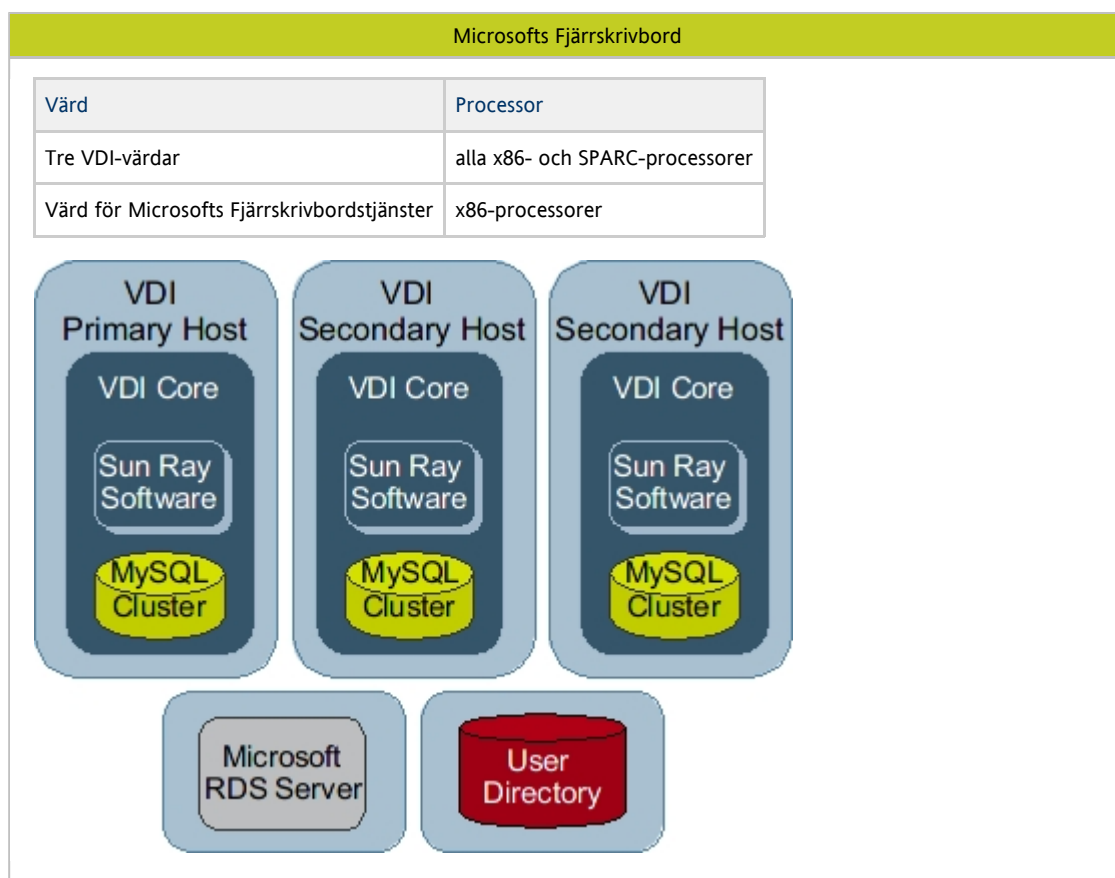 Microsofts Fjärrskrivbord
Värd Processor
Tre VDI-värdar alla x86- och SPARC-processorer
Värd för Microsofts Fjärrskrivbordstjänster x86-processorer
VDI
Primary Host
VDI Core
Sun Ray
Software
MySQL
Cluster
VDI
Secondary Host
VDI Core
Sun Ray
Software
MySQL
Cluster
VDI
Secondary Host
VDI Core
Sun Ray
Software
MySQL
Cluster
Microsoft
RDS Server
User
Directory